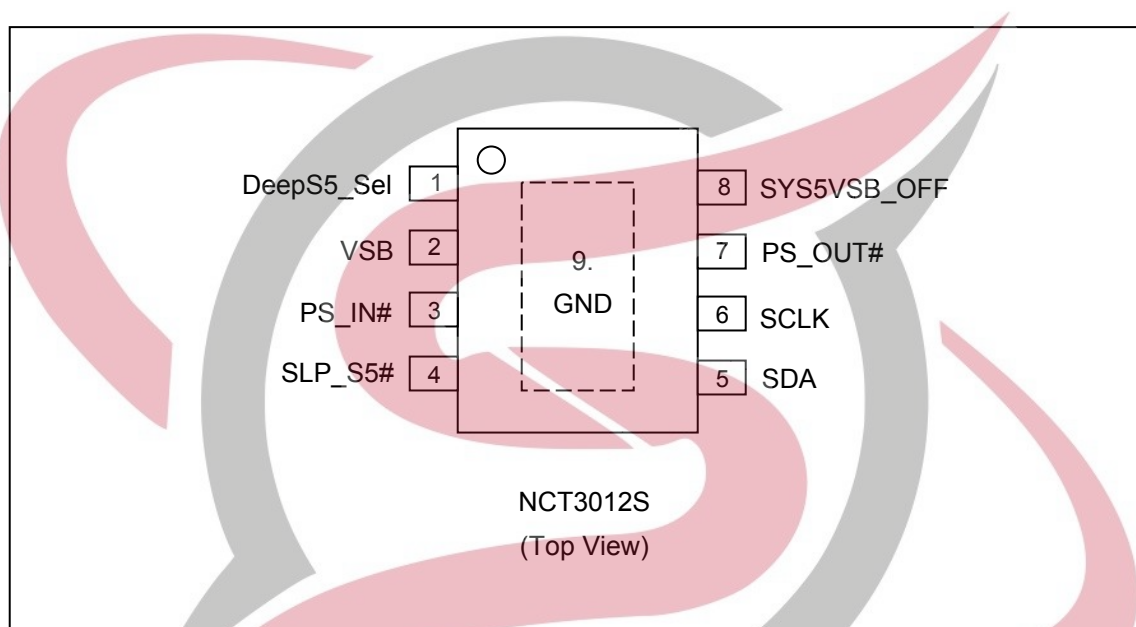 DeepS5_Sel 1
VSB 2
PS_IN# 3
SLP_S5# 4
9.
GND
8 SYS5VSB_OFF
7 PS_OUT#
6 SCLK
5 SDA
NCT3012S
(Top View)